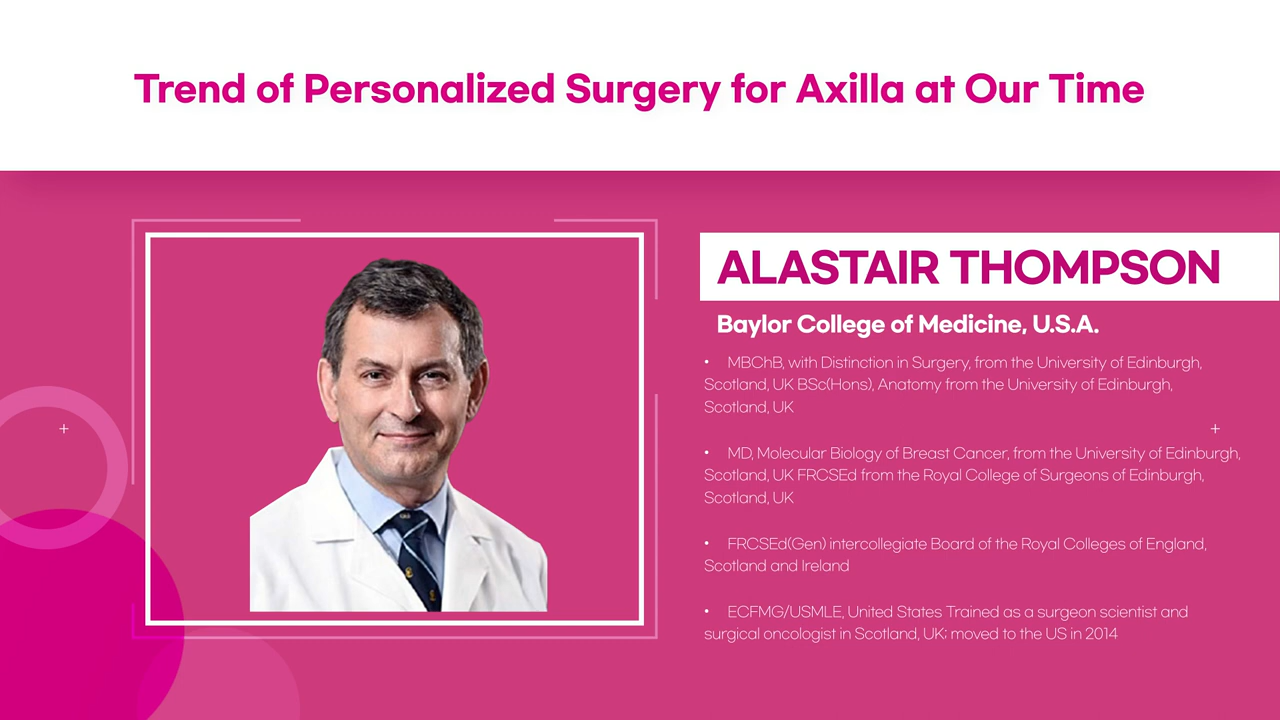 Trend of Personalized Surgery for Axilla at Our Time
ALASTAIR THOMPSON
Baylor College of Medicine, U.S.A.
• MBChB, with Distinction in Surgery, from the University of Edinburgh,
Scotland, UK BSc(Hons), Anatomy from the University of Edinburgh,
Scotland, UK
• MD, Molecular Biology of Breast Cancer, from the University of Edinburgh,
Scotland, UK FRCSEd from the Royal College of Surgeons of Edinburgh,
Scotland, UK
• FRCSEd(Gen) intercollegiate Board of the Royal Colleges of England,
Scotland and Ireland
• ECFMG/USMLE, United States Trained as a surgeon scientist and
surgical oncologist in Scotland, UK; moved to the US in 2014